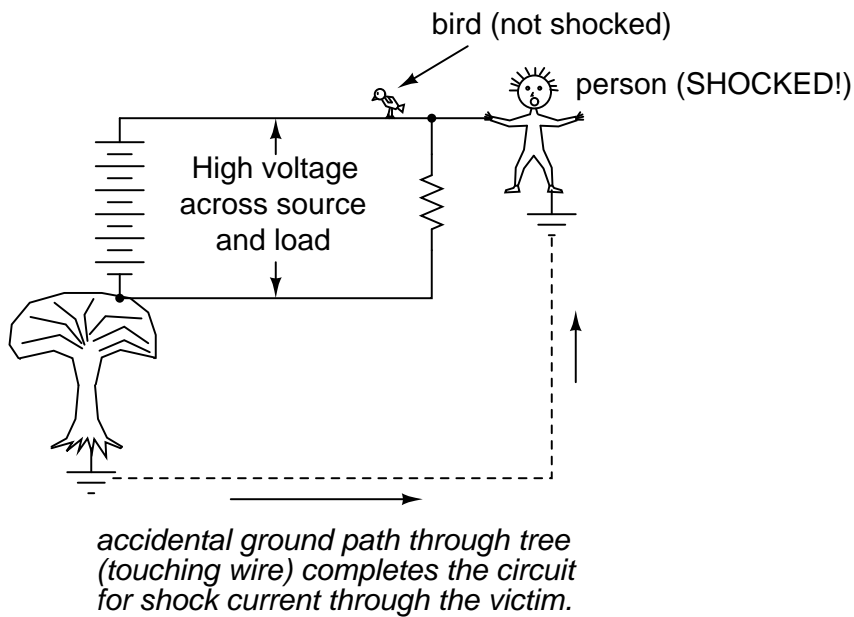 bird (not shocked)
person (SHOCKED!)
High voltage
across source
and load
accidental ground path through tree
(touching wire) completes the circuit
for shock current through the victim.